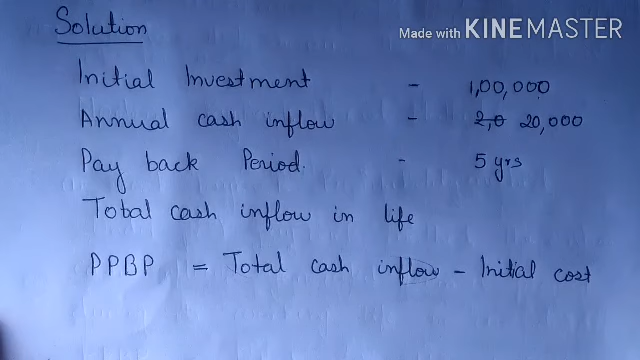 Solution
Made with KINEMASTER
Initial Investment - 1,00,000
Annual cash inflow - 2,0 20,000
Pay back Period. - 5 yrs
Total cash inflow in life
PPBP = Total cash inflow - Initial cost